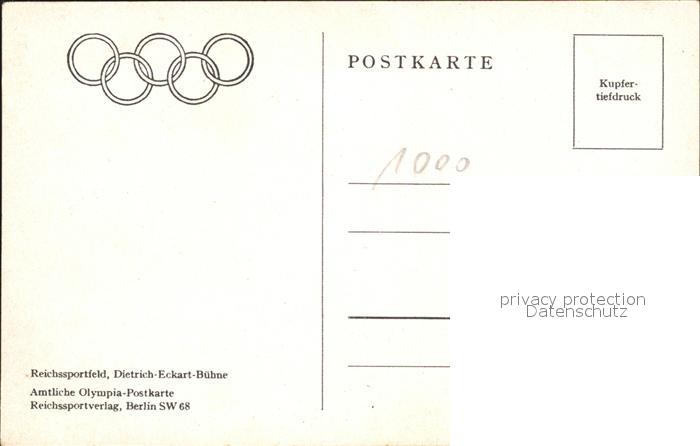 POSTKARTE
Kupfer-
tiefdruck
1000
privacy protection
Datenschutz
Reichssportfeld, Dietrich-Eckart-Bühne
Amtliche Olympia-Postkarte
Reichssportverlag, Berlin SW 68